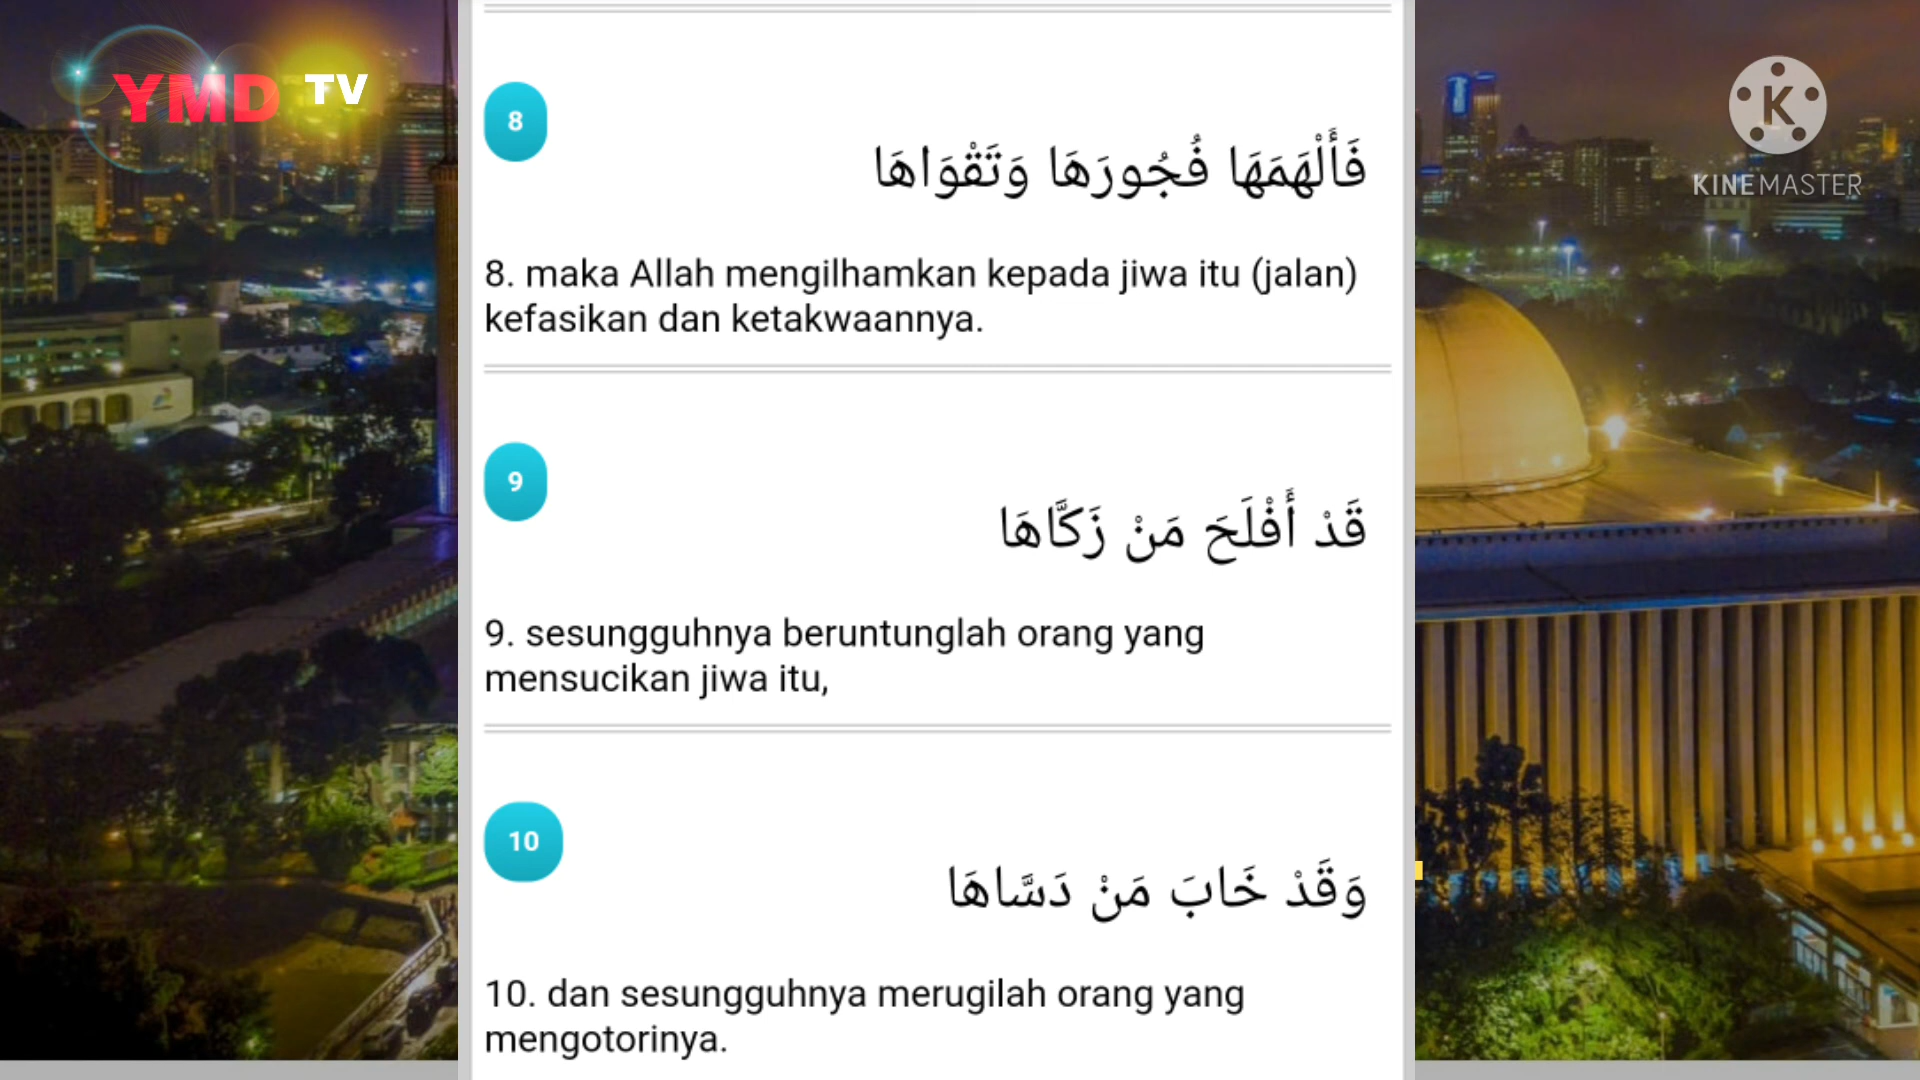 YMD TV
KINEMASTER
8
فَأَلْهَمَهَا فُجُورَهَا وَتَقْوَاهَا
8. maka Allah mengilhamkan kepada jiwa itu (jalan)
kefasikan dan ketakwaannya.
9
قَدْ أَفْلَحَ مَنْ زَكَّاهَا
9. sesungguhnya beruntunglah orang yang
mensucikan jiwa itu,
10
وَقَدْ خَابَ مَنْ دَسَّاهَا
10. dan sesungguhnya merugilah orang yang
mengotorinya.